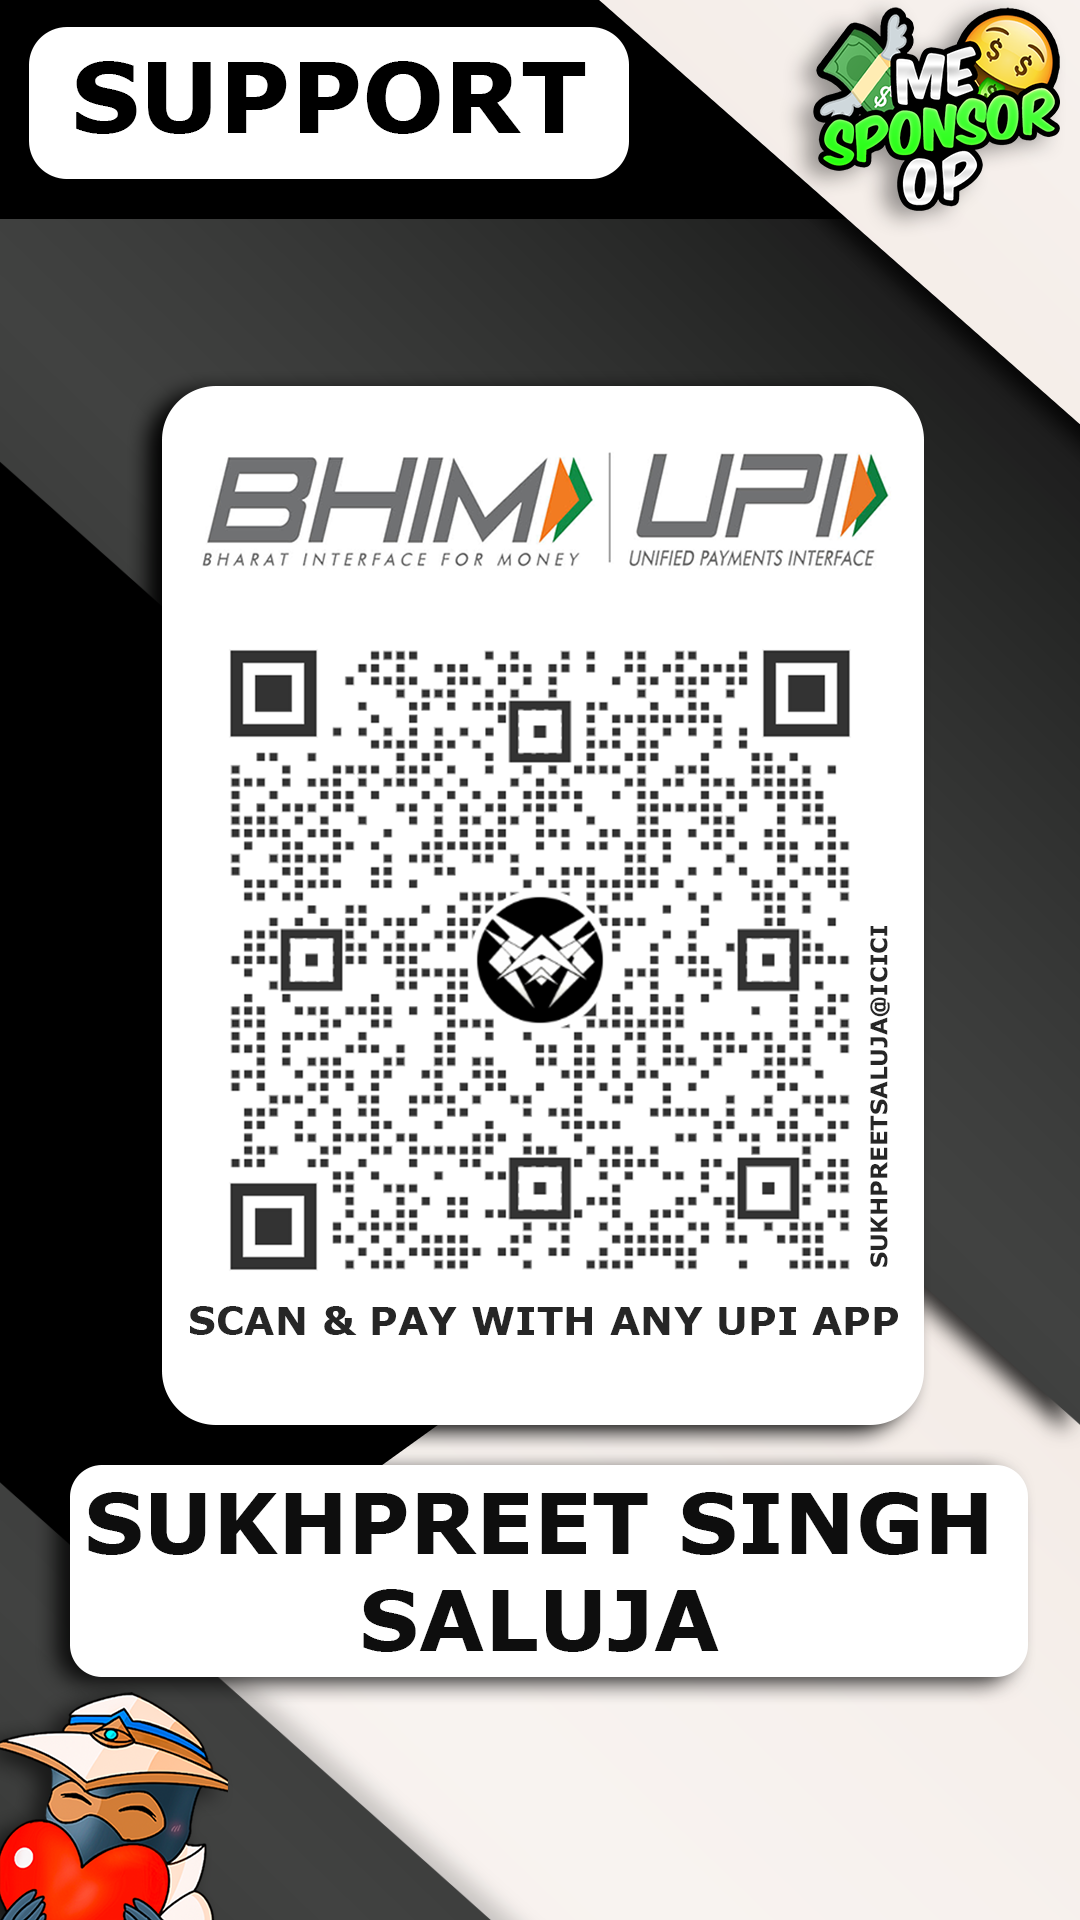 SUPPORT
ME
SPONSOR
OP
BHIM
BHARAT INTERFACE FOR MONEY
UPI
UNIFIED PAYMENTS INTERFACE
SUKHPREETSALUJA@ICICI
SCAN & PAY WITH ANY UPI APP
SUKHPREET SINGH
SALUJA